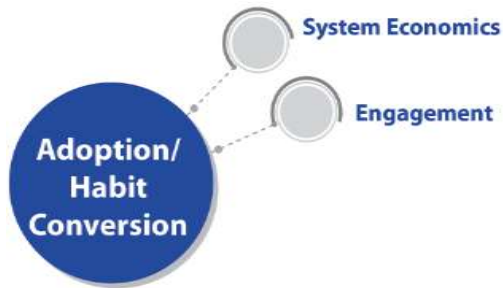 System Economics
Engagement
Adoption/
Habit
Conversion